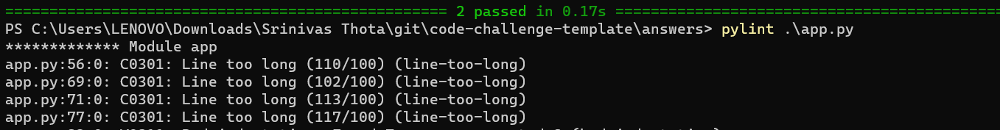 ============================================== 2 passed in 0.17s ==============================================
PS C:\Users\LENOVO\Downloads\Srinivas Thota\git\code-challenge-template\answers> pylint .\app.py
************* Module app
app.py:56:0: C0301: Line too long (110/100) (line-too-long)
app.py:69:0: C0301: Line too long (102/100) (line-too-long)
app.py:71:0: C0301: Line too long (113/100) (line-too-long)
app.py:77:0: C0301: Line too long (117/100) (line-too-long)